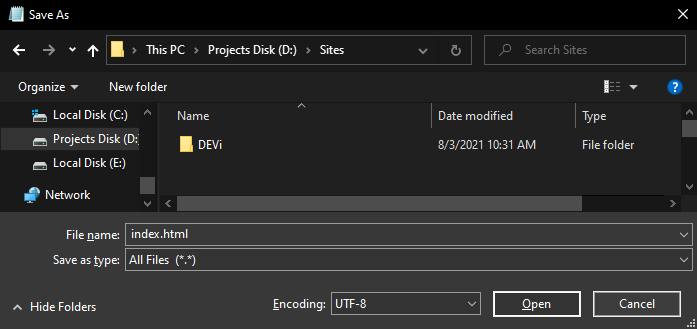 Save As
This PC > Projects Disk (D:) > Sites
Search Sites
Organize
New folder
?
Local Disk (C:)
Projects Disk (D:
Local Disk (E:)
Network
Name
Date modified
Type
DEVi
8/3/2021 10:31 AM
File folder
File name: index.html
Save as type: All Files (*.*)
Hide Folders
Encoding: UTF-8
Open
Cancel